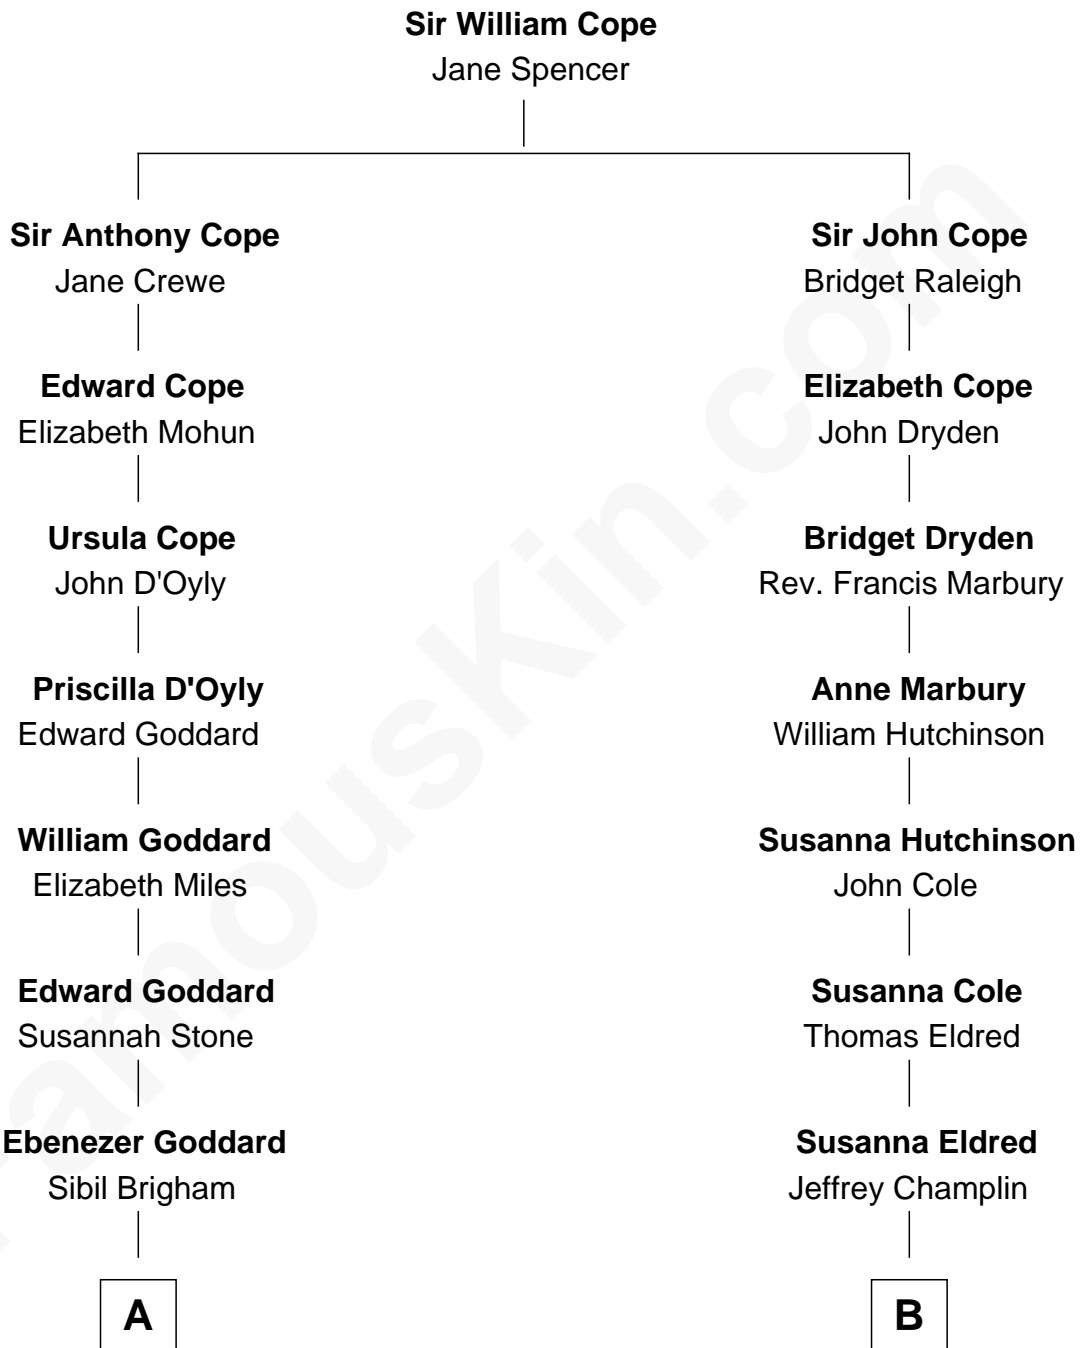 Sir William Cope
Jane Spencer
Sir Anthony Cope
Jane Crewe
Edward Cope
Elizabeth Mohun
Ursula Cope
John D'Oyly
Priscilla D'Oyly
Edward Goddard
William Goddard
Elizabeth Miles
Edward Goddard
Susannah Stone
Ebenezer Goddard
Sibil Brigham
A
Sir John Cope
Bridget Raleigh
Elizabeth Cope
John Dryden
Bridget Dryden
Rev. Francis Marbury
Anne Marbury
William Hutchinson
Susanna Hutchinson
John Cole
Susanna Cole
Thomas Eldred
Susanna Eldred
Jeffrey Champlin
B
FamousKin.com